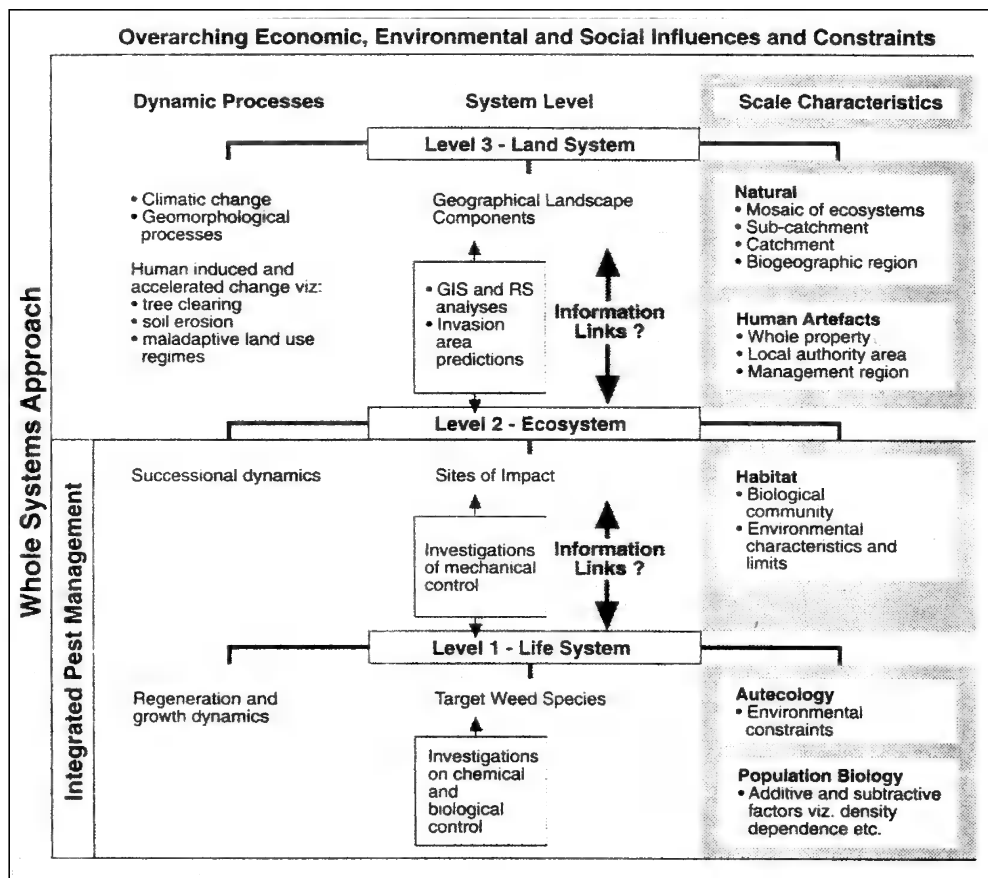 Overarching Economic, Environmental and Social Influences and Constraints
Whole Systems Approach
Integrated Pest Management
Dynamic Processes
System Level
Scale Characteristics
Level 3 - Land System
• Climatic change
• Geomorphological
processes
Human induced and
accelerated change viz:
• tree clearing
• soil erosion
• maladaptive land use
regimes
Geographical Landscape
Components
• GIS and RS
analyses
• Invasion
area
predictions
Information
Links ?
Natural
• Mosaic of ecosystems
• Sub-catchment
• Catchment
• Biogeographic region
Human Artefacts
• Whole property
• Local authority area
• Management region
Level 2 - Ecosystem
Successional dynamics
Sites of Impact
Investigations
of mechanical
control
Information
Links ?
Habitat
• Biological
community
• Environmental
characteristics and
limits
Level 1 - Life System
Regeneration and
growth dynamics
Target Weed Species
Investigations
on chemical
and
biological
control
Autecology
• Environmental
constraints
Population Biology
• Additive and subtractive
factors viz. density
dependence etc.